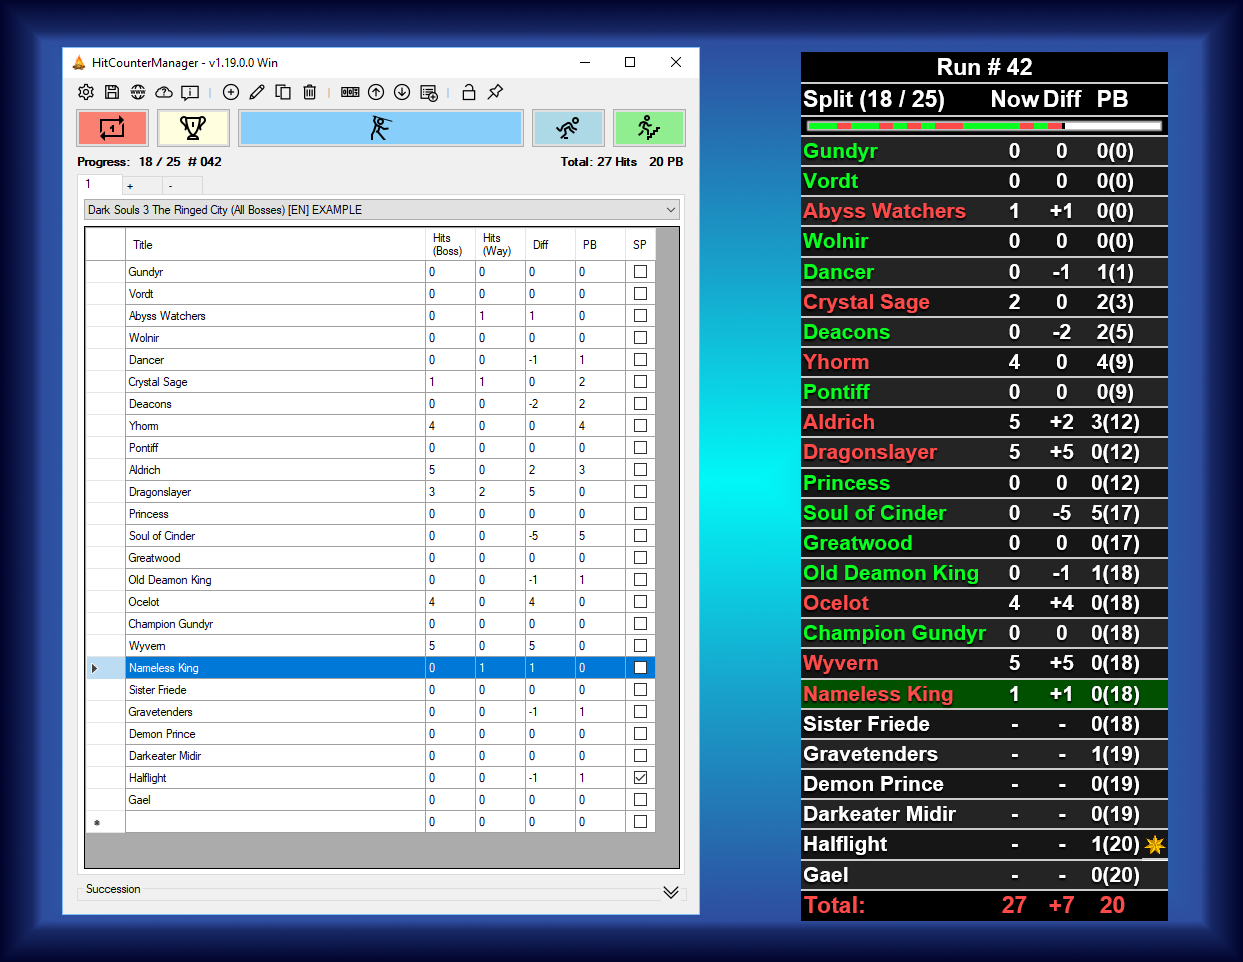 HitCounterManager - v1.19.0.0 Win
WWW
1
1
Progress: 18 / 25 # 042
Total: 27 Hits 20 PB
1 + -
Dark Souls 3 The Ringed City (All Bosses) [EN] EXAMPLE
Title Hits (Boss) Hits (Way) Diff PB SP
Gundyr 0 0 0 0
Vordt 0 0 0 0
Abyss Watchers 0 1 1 0
Wolnir 0 0 0 0
Dancer 0 0 -1 1
Crystal Sage 1 1 0 2
Deacons 0 0 -2 2
Yhorm 4 0 0 4
Pontiff 0 0 0 0
Aldrich 5 0 2 3
Dragonslayer 3 2 5 0
Princess 0 0 0 0
Soul of Cinder 0 0 -5 5
Greatwood 0 0 0 0
Old Deamon King 0 0 -1 1
Ocelot 4 0 4 0
Champion Gundyr 0 0 0 0
Wyvern 5 0 5 0
Nameless King 0 1 1 0
Sister Friede 0 0 0 0
Gravetenders 0 0 -1 1
Demon Prince 0 0 0 0
Darkeater Midir 0 0 0 0
Halflight 0 0 -1 1
Gael 0 0 0 0
0 0 0 0
Succession
Run # 42
Split (18 / 25) Now Diff PB
Gundyr 0 0 0(0)
Vordt 0 0 0(0)
Abyss Watchers 1 +1 0(0)
Wolnir 0 0 0(0)
Dancer 0 -1 1(1)
Crystal Sage 2 0 2(3)
Deacons 0 -2 2(5)
Yhorm 4 0 4(9)
Pontiff 0 0 0(9)
Aldrich 5 +2 3(12)
Dragonslayer 5 +5 0(12)
Princess 0 0 0(12)
Soul of Cinder 0 -5 5(17)
Greatwood 0 0 0(17)
Old Deamon King 0 -1 1(18)
Ocelot 4 +4 0(18)
Champion Gundyr 0 0 0(18)
Wyvern 5 +5 0(18)
Nameless King 1 +1 0(18)
Sister Friede - - 0(18)
Gravetenders - - 1(19)
Demon Prince - - 0(19)
Darkeater Midir - - 0(19)
Halflight - - 1(20)
Gael - - 0(20)
Total: 27 +7 20